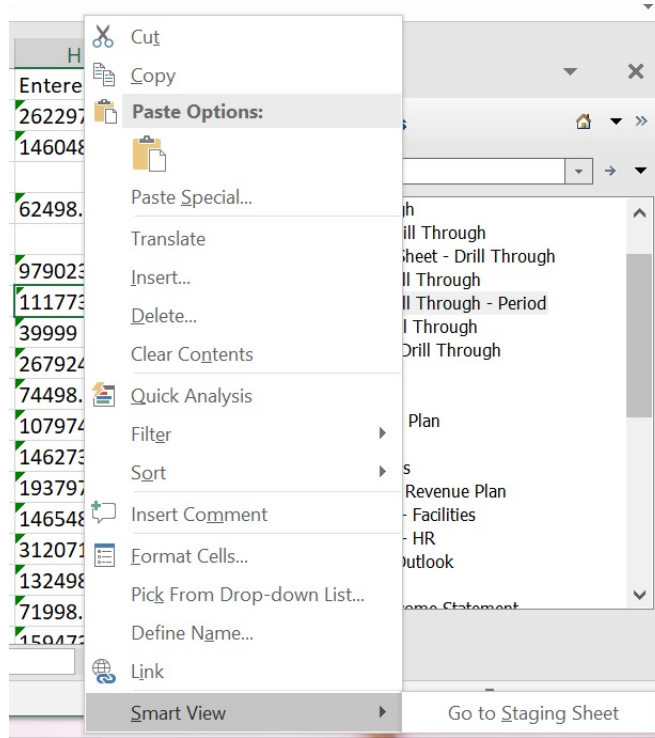 H
Entere
262297
146048
62498.
979023
111773
39999
267924
74498.
107974
146273
193797
146548
312071
132498
71998.
Cut
Copy
Paste Options:
Paste Special...
Translate
Insert...
Delete...
Clear Contents
Quick Analysis
Filter
Sort
Insert Comment
Format Cells...
Pick From Drop-down List...
Define Name...
Link
Smart View
Go to Staging Sheet
ill Through
Sheet - Drill Through
ll Through
ll Through - Period
l Through
Drill Through
Plan
s
Revenue Plan
- Facilities
- HR
Outlook
ome Statement